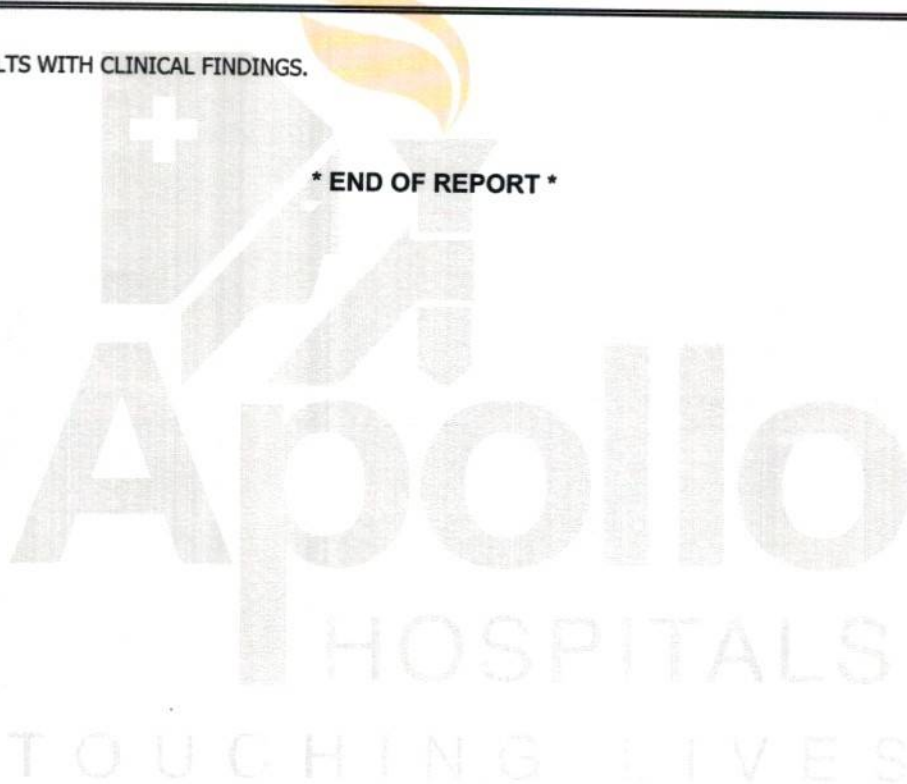 LTS WITH CLINICAL FINDINGS.
* END OF REPORT *
Apollo
HOSPITALS
TOUCHING LIVES